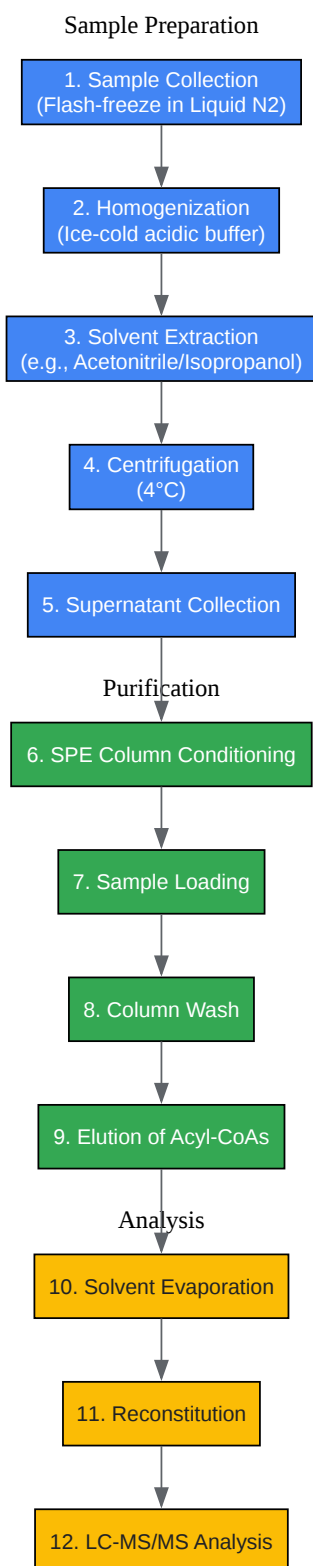 Sample Preparation
1. Sample Collection
(Flash-freeze in Liquid N2)
2. Homogenization
(Ice-cold acidic buffer)
3. Solvent Extraction
(e.g., Acetonitrile/Isopropanol)
4. Centrifugation
(4°C)
5. Supernatant Collection
Purification
6. SPE Column Conditioning
7. Sample Loading
8. Column Wash
9. Elution of Acyl-CoAs
Analysis
10. Solvent Evaporation
11. Reconstitution
12. LC-MS/MS Analysis